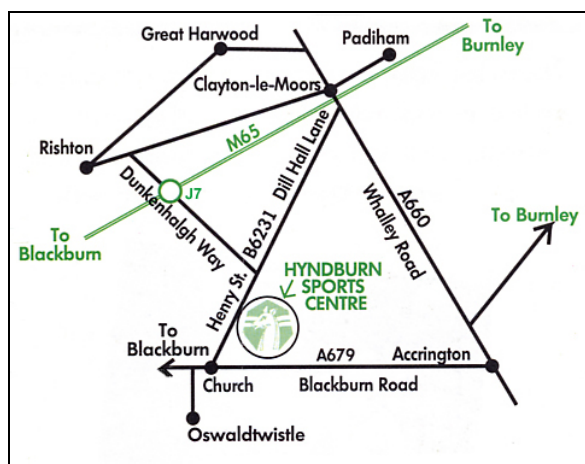 Great Harwood
Padiham
To
Burnley
Clayton-le-Moors
M65
Rishton
J7
Dunkenhalgh Way
Dill Hall Lane
B6231
Henry St.
A660
Whalley Road
To Burnley
To
Blackburn
HYNDBURN
SPORTS
CENTRE
To
Blackburn
A679
Accrington
Church
Blackburn Road
Oswaldtwistle